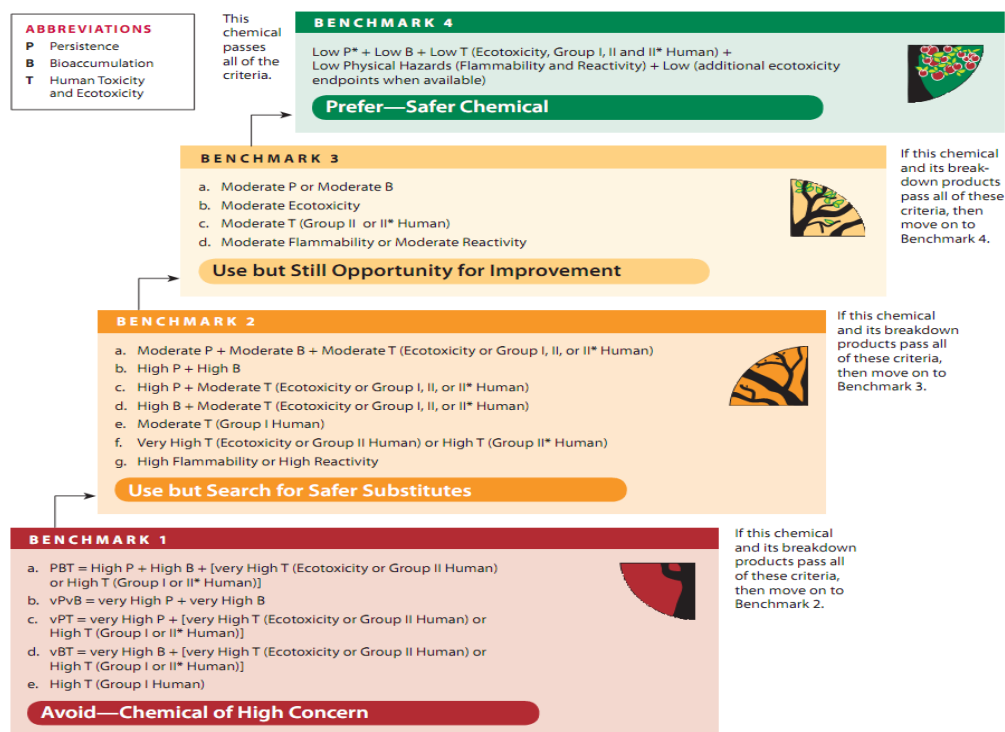 ABBREVIATIONS
P Persistence
B Bioaccumulation
T Human Toxicity
and Ecotoxicity
This
chemical
passes
all of the
criteria.
BENCHMARK 4
Low P* + Low B + Low T (Ecotoxicity, Group I, II and II* Human) +
Low Physical Hazards (Flammability and Reactivity) + Low (additional ecotoxicity
endpoints when available)
Prefer—Safer Chemical
BENCHMARK 3
a. Moderate P or Moderate B
b. Moderate Ecotoxicity
c. Moderate T (Group II or II* Human)
d. Moderate Flammability or Moderate Reactivity
Use but Still Opportunity for Improvement
If this chemical
and its break-
down products
pass all of these
criteria, then
move on to
Benchmark 4.
BENCHMARK 2
a. Moderate P + Moderate B + Moderate T (Ecotoxicity or Group I, II, or II* Human)
b. High P + High B
c. High P + Moderate T (Ecotoxicity or Group I, II, or II* Human)
d. High B + Moderate T (Ecotoxicity or Group I, II, or II* Human)
e. Moderate T (Group I Human)
f. Very High T (Ecotoxicity or Group II Human) or High T (Group II* Human)
g. High Flammability or High Reactivity
Use but Search for Safer Substitutes
If this chemical
and its breakdown
products pass all
of these criteria,
then move on to
Benchmark 3.
BENCHMARK 1
a. PBT = High P + High B + [very High T (Ecotoxicity or Group II Human)
or High T (Group I or II* Human)]
b. vPvB = very High P + very High B
c. vPT = very High P + [very High T (Ecotoxicity or Group II Human) or
High T (Group I or II* Human)]
d. vBT = very High B + [very High T (Ecotoxicity or Group II Human) or
High T (Group I or II* Human)]
e. High T (Group I Human)
Avoid—Chemical of High Concern
If this chemical
and its breakdown
products pass all
of these criteria,
then move on to
Benchmark 2.